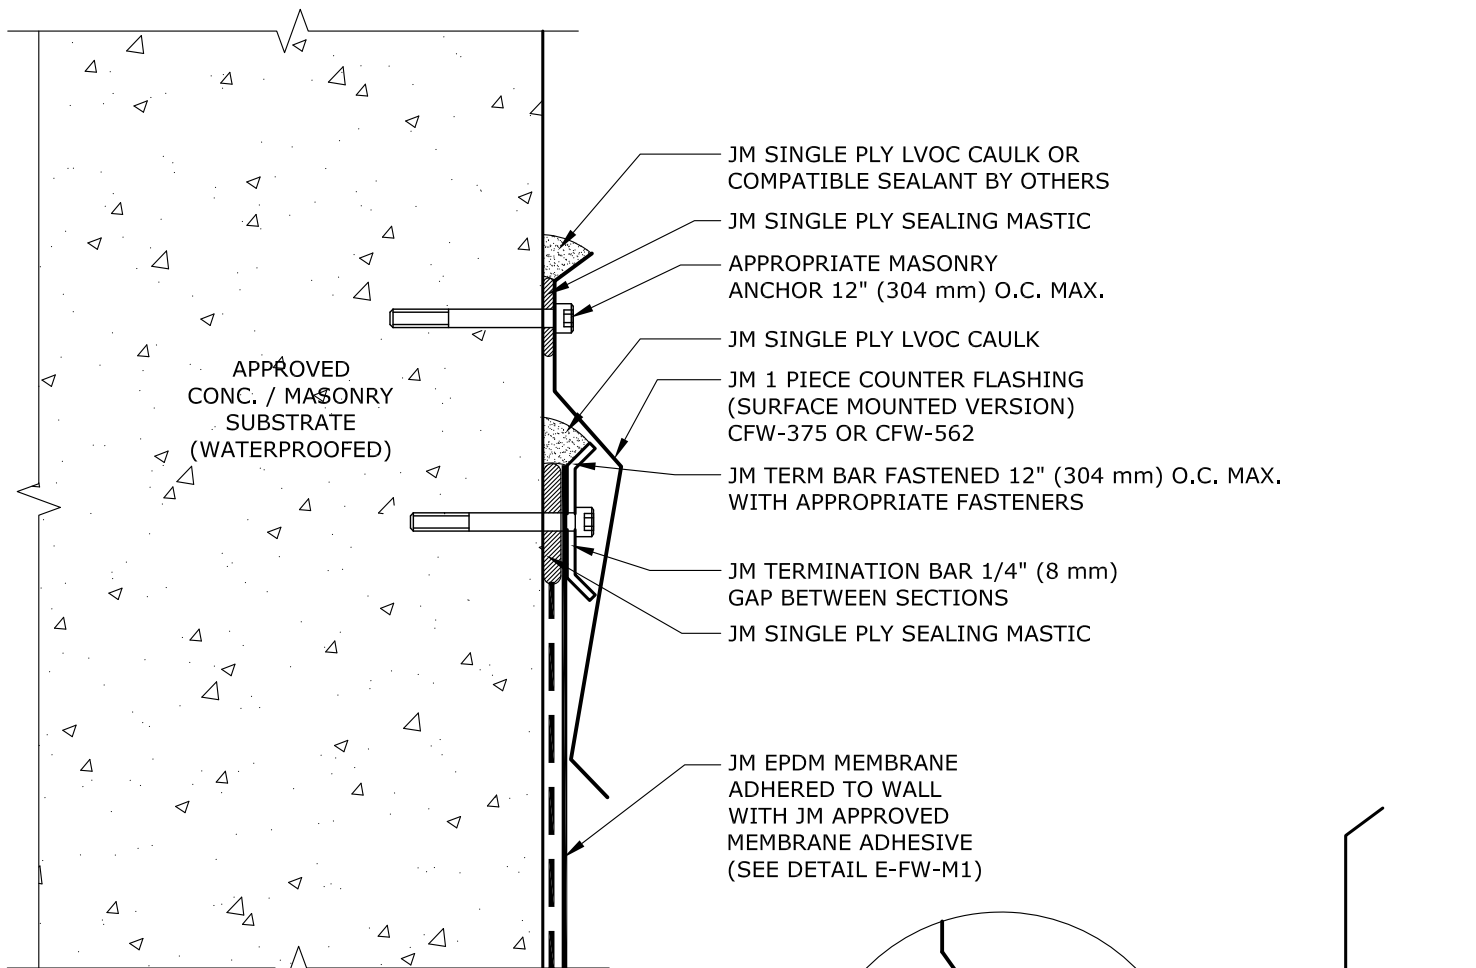 JM SINGLE PLY LVOC CAULK OR
COMPATIBLE SEALANT BY OTHERS
JM SINGLE PLY SEALING MASTIC
APPROPRIATE MASONRY
ANCHOR 12" (304 mm) O.C. MAX.
JM SINGLE PLY LVOC CAULK
APPROVED
CONC. / MASONRY
SUBSTRATE
(WATERPROOFED)
JM 1 PIECE COUNTER FLASHING
(SURFACE MOUNTED VERSION)
CFW-375 OR CFW-562
JM TERM BAR FASTENED 12" (304 mm) O.C. MAX.
WITH APPROPRIATE FASTENERS
JM TERMINATION BAR 1/4" (8 mm)
GAP BETWEEN SECTIONS
JM SINGLE PLY SEALING MASTIC
JM EPDM MEMBRANE
ADHERED TO WALL
WITH JM APPROVED
MEMBRANE ADHESIVE
(SEE DETAIL E-FW-M1)